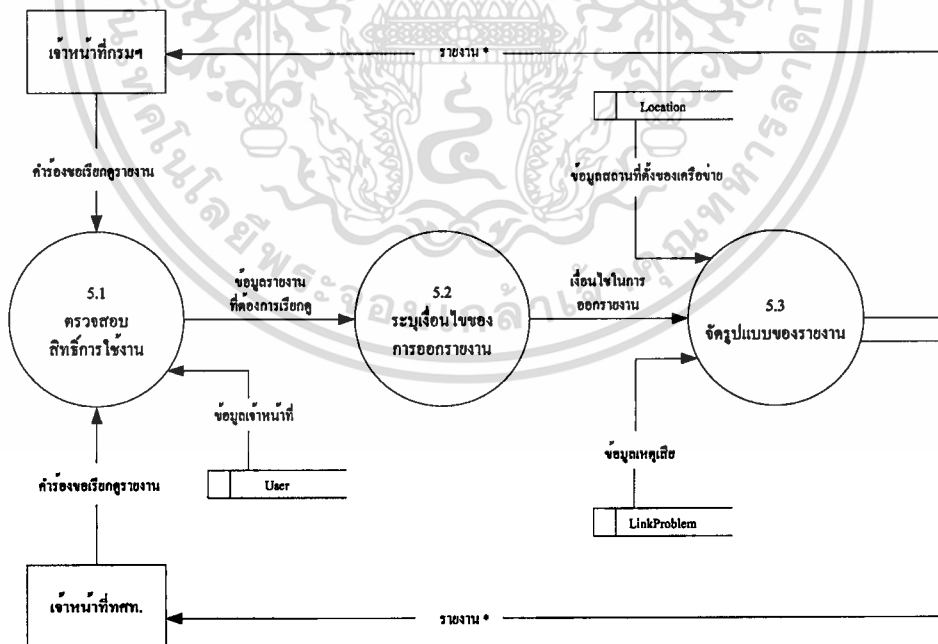 เจ้าหน้าที่กรมฯ
รายงาน *
Location
คำร้องขอเรียกดูรายงาน
ข้อมูลสถานที่ตั้งของเครือข่าย
5.1
ตรวจสอบ
สิทธิ์การใช้งาน
ข้อมูลรายงาน
ที่ต้องการเรียกดู
5.2
ระบุเงื่อนไขของ
การออกรายงาน
เงื่อนไขในการ
ออกรายงาน
5.3
จัดรูปแบบของรายงาน
ข้อมูลเจ้าหน้าที่
ข้อมูลเหตุเสีย
คำร้องขอเรียกดูรายงาน
User
LinkProblem
เจ้าหน้าที่ทศท.
รายงาน *